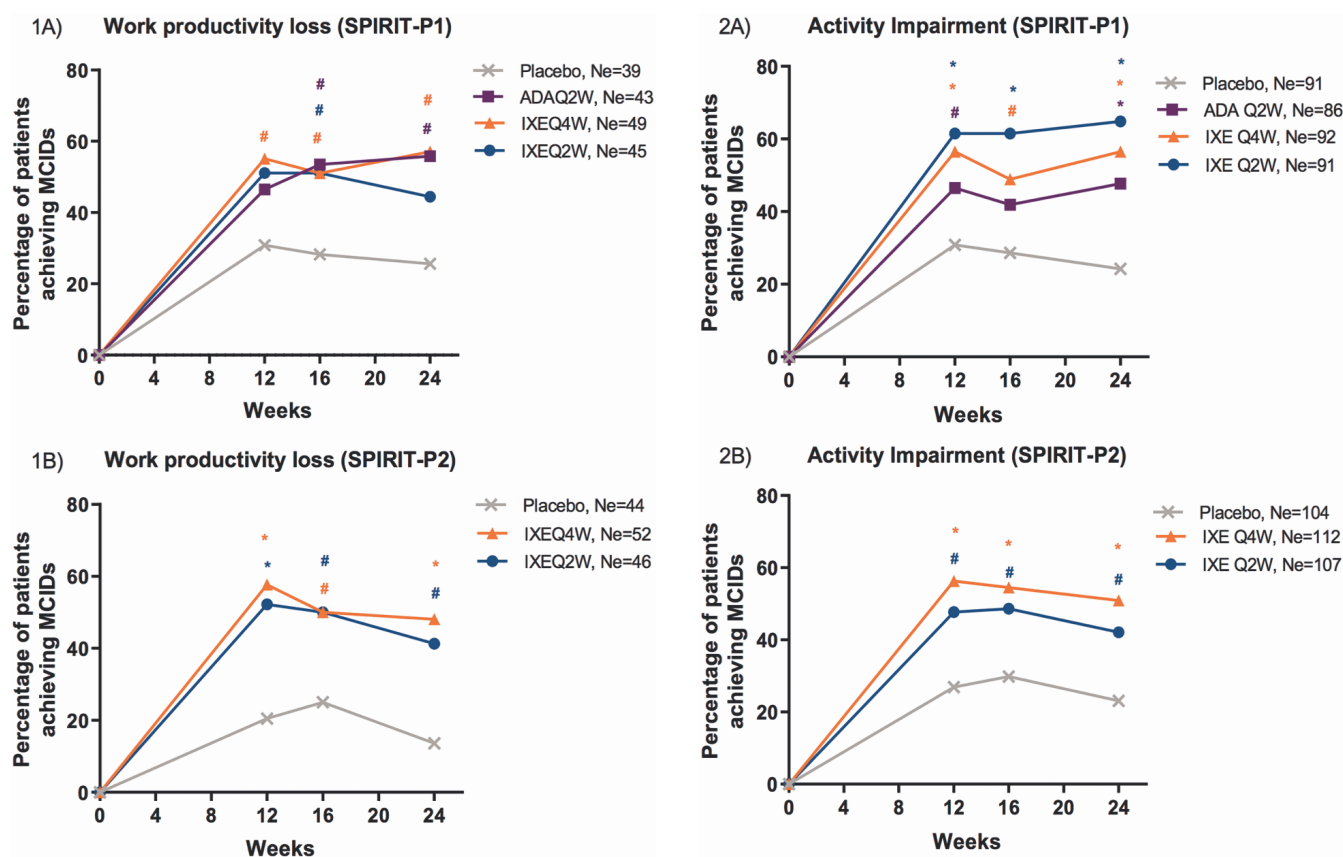 1A) Work productivity loss (SPIRIT-P1)
Percentage of patients
achieving MCIDs
80
60
40
20
0
# # # # # #
Placebo, Ne=39
ADAQ2W, Ne=43
IXEQ4W, Ne=49
IXEQ2W, Ne=45
0 4 8 12 16 20 24
Weeks
2A) Activity Impairment (SPIRIT-P1)
Percentage of patients
achieving MCIDs
80
60
40
20
0
* * # * # * * *
Placebo, Ne=91
ADA Q2W, Ne=86
IXE Q4W, Ne=92
IXE Q2W, Ne=91
0 4 8 12 16 20 24
Weeks
1B) Work productivity loss (SPIRIT-P2)
Percentage of patients
achieving MCIDs
80
60
40
20
0
* * # # * #
Placebo, Ne=44
IXEQ4W, Ne=52
IXEQ2W, Ne=46
0 4 8 12 16 20 24
Weeks
2B) Activity Impairment (SPIRIT-P2)
Percentage of patients
achieving MCIDs
80
60
40
20
0
* # * # * #
Placebo, Ne=104
IXE Q4W, Ne=112
IXE Q2W, Ne=107
0 4 8 12 16 20 24
Weeks